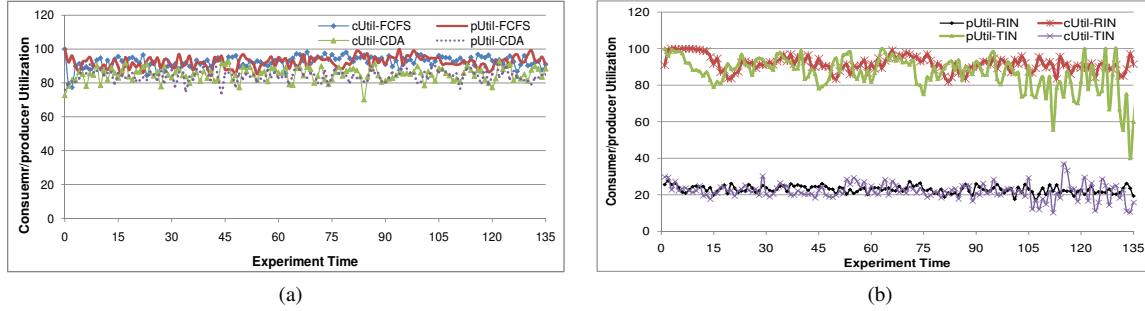 cUtil-FCFS pUtil-FCFS
cUtil-CDA pUtil-CDA
120
100
80
60
40
20
0
Consuemr/producer Utilization
0 15 30 45 60 75 90 105 120 135
Experiment Time
(a)
pUtil-RIN cUtil-RIN
pUtil-TIN cUtil-TIN
120
100
80
60
40
20
0
Consumer/producer Utilization
0 15 30 45 60 75 90 105 120 135
Experiment Time
(b)